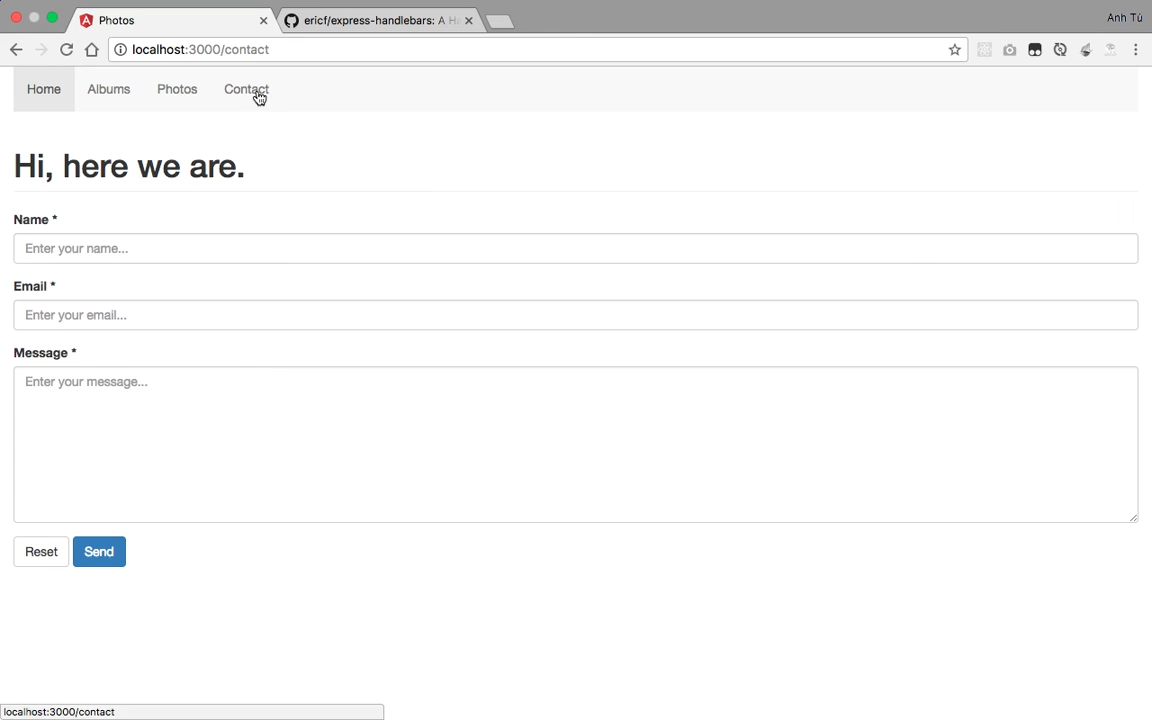 Photos
ericf/express-handlebars: A H
Anh Tú
localhost:3000/contact
Home Albums Photos Contact
Hi, here we are.
Name *
Enter your name...
Email *
Enter your email...
Message *
Enter your message...
Reset Send
localhost:3000/contact